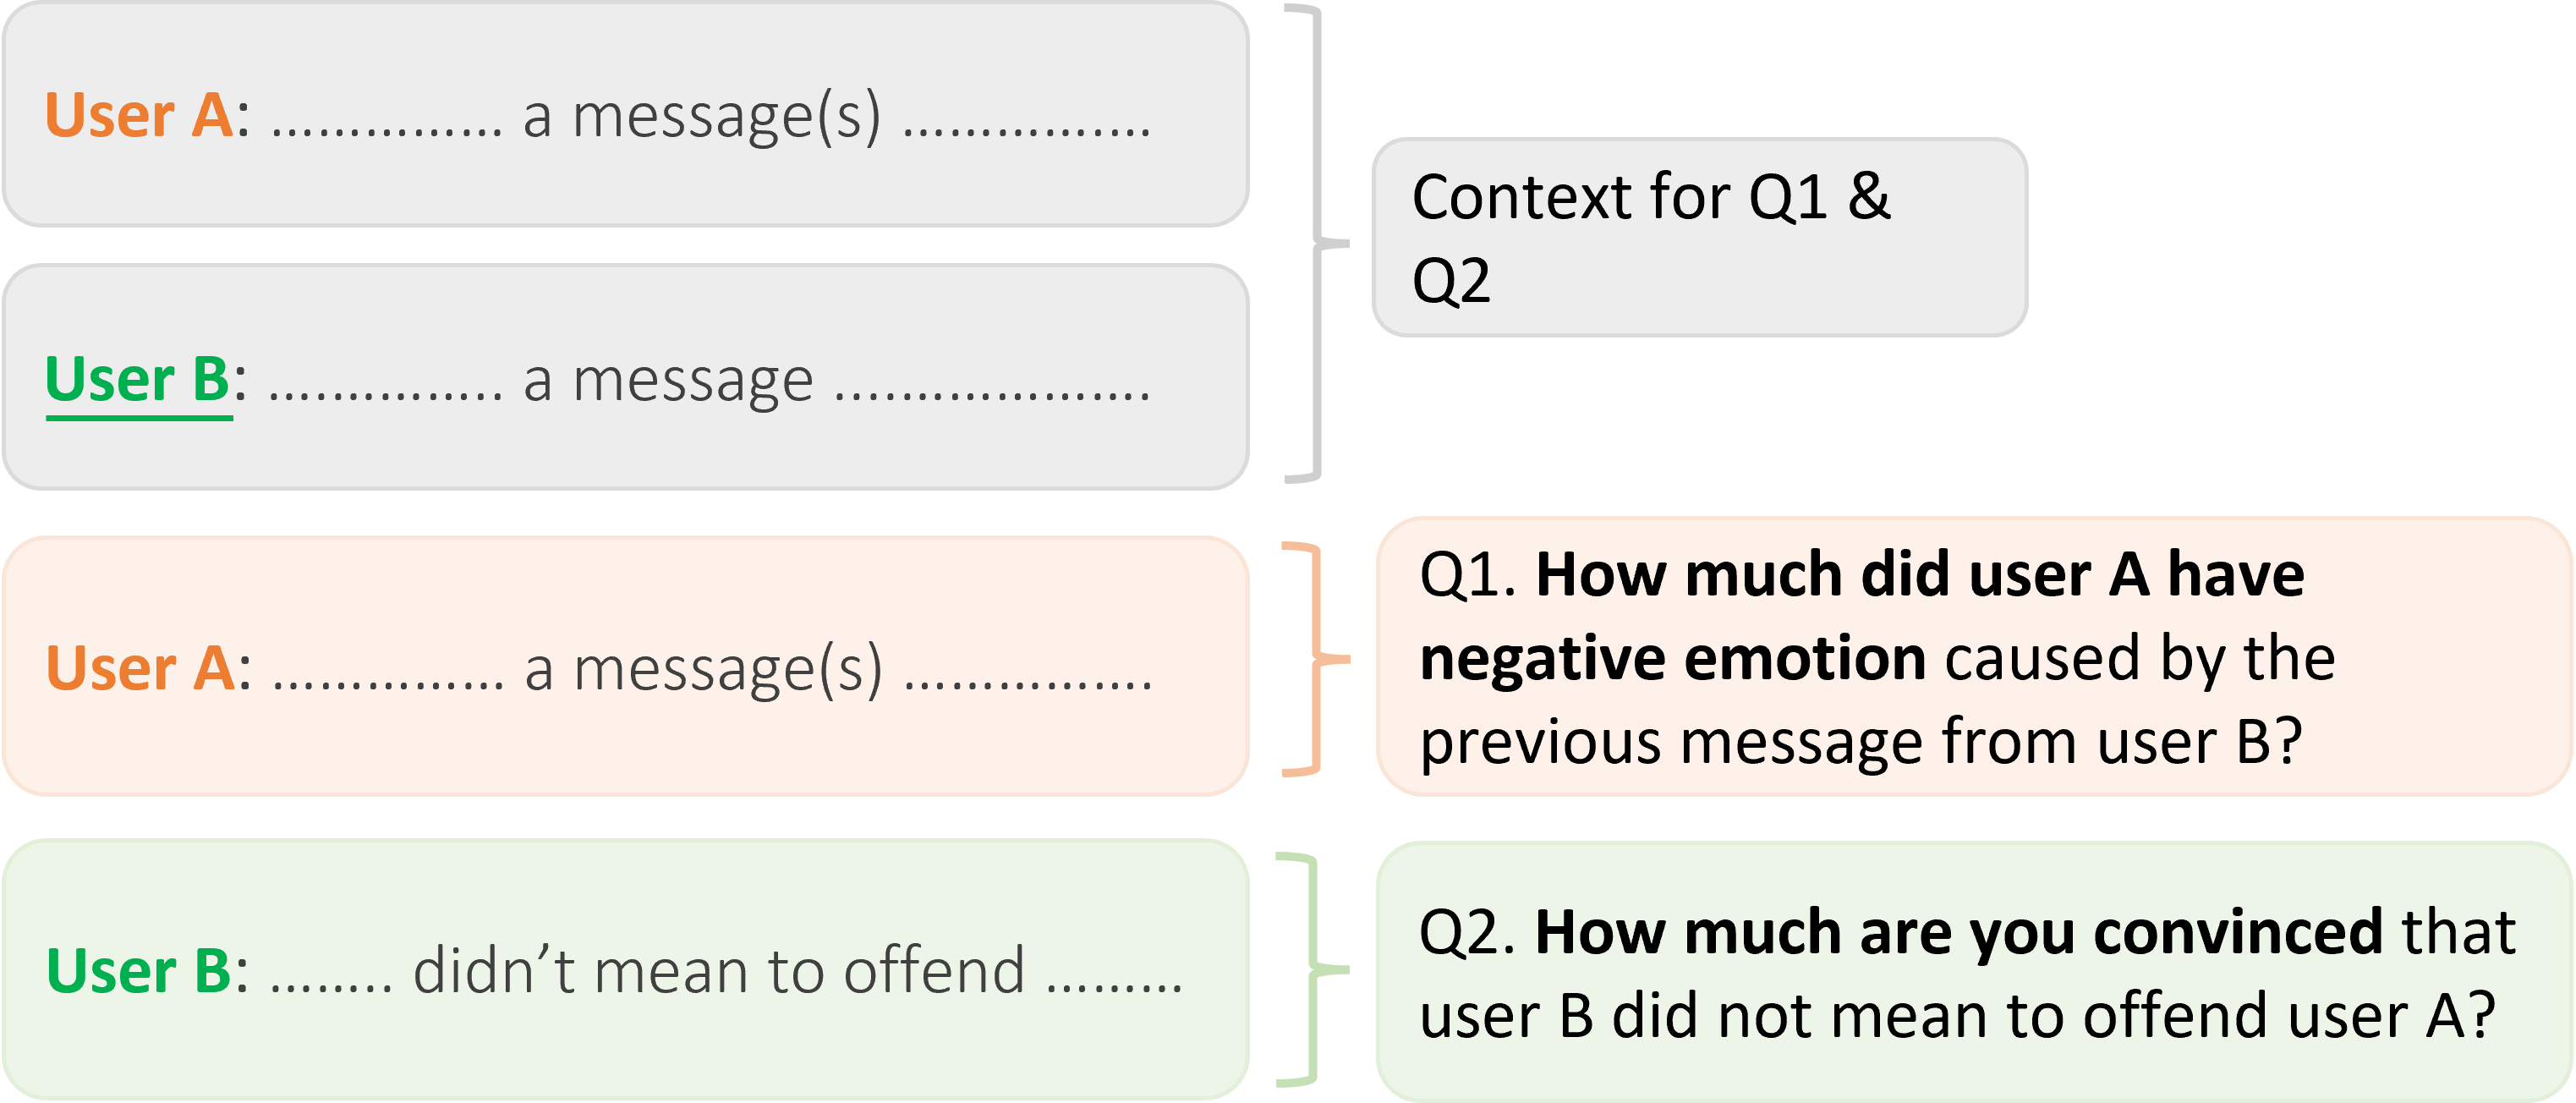 User A: …………… a message(s) …………….
Context for Q1 &
Q2
User B: ………….. a message ………………….
User A: …………… a message(s) …………….
Q1. How much did user A have
negative emotion caused by the
previous message from user B?
User B: …….. didn’t mean to offend ………
Q2. How much are you convinced that
user B did not mean to offend user A?